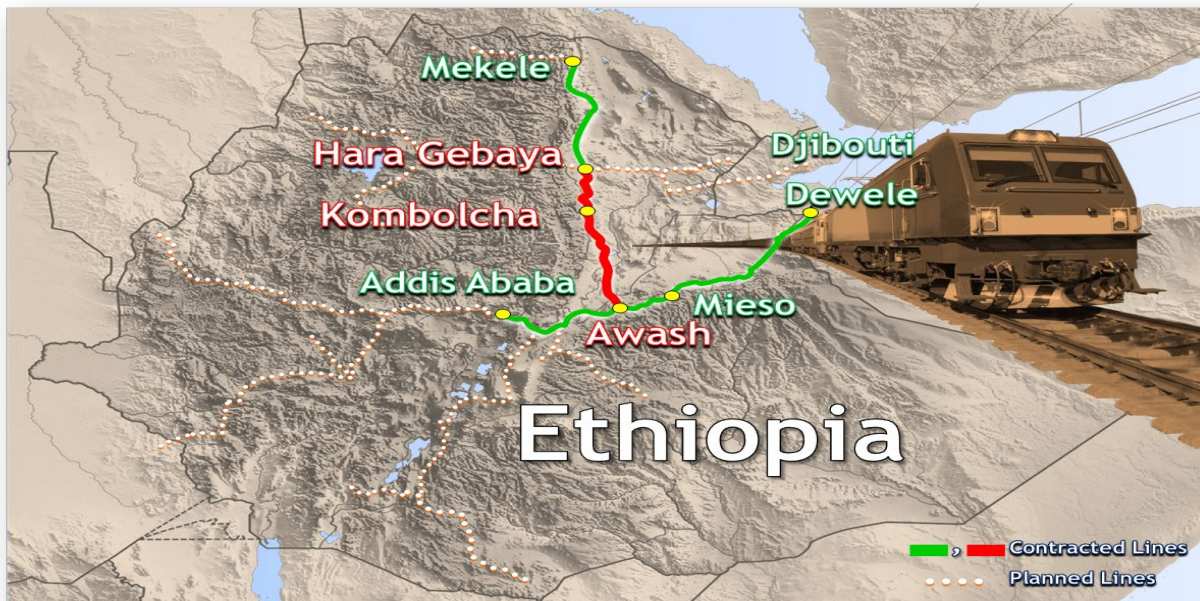 Mekele
Hara Gebaya
Djibouti
Dewele
Kombolcha
Addis Ababa
Mieso
Awash
Ethiopia
, Contracted Lines
Planned Lines